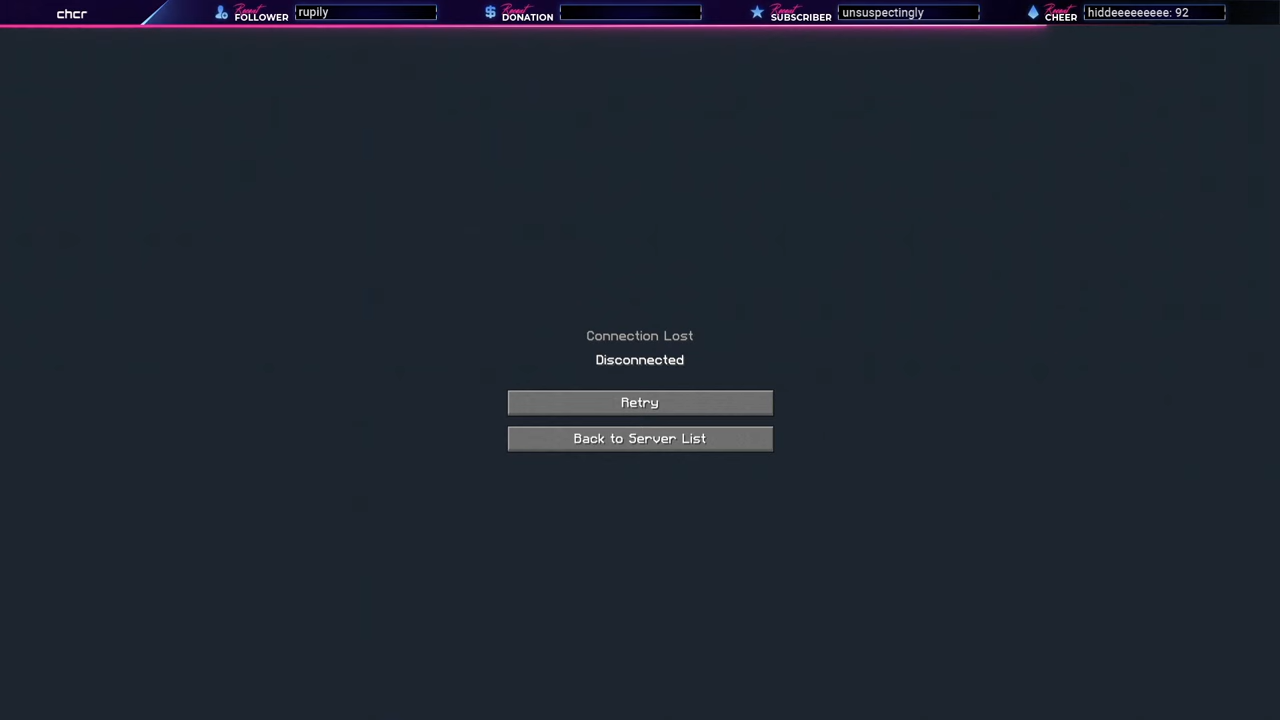 chcr
Recent FOLLOWER rupily
Recent DONATION
Recent SUBSCRIBER unsuspectingly
Recent CHEER hiddeeeeeeeee: 92
Connection Lost
Disconnected
Retry
Back to Server List